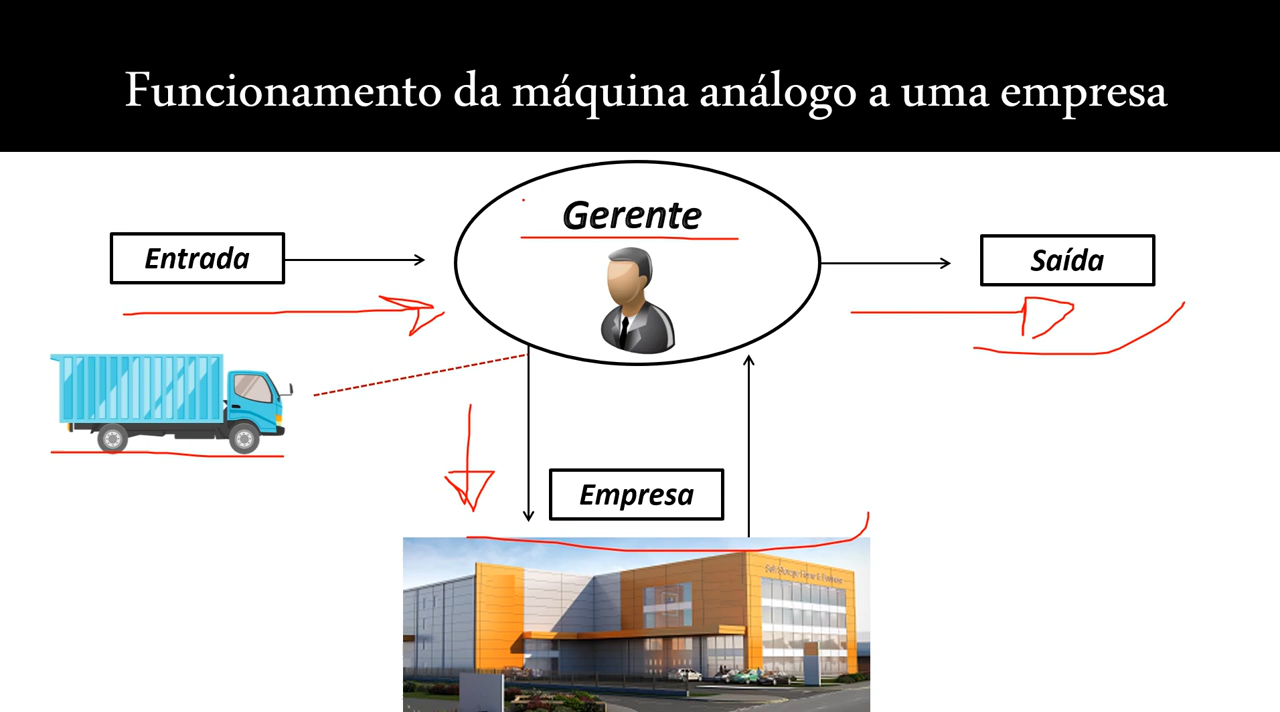 Funcionamento da máquina análogo a uma empresa
Gerente
Entrada
Saída
Empresa